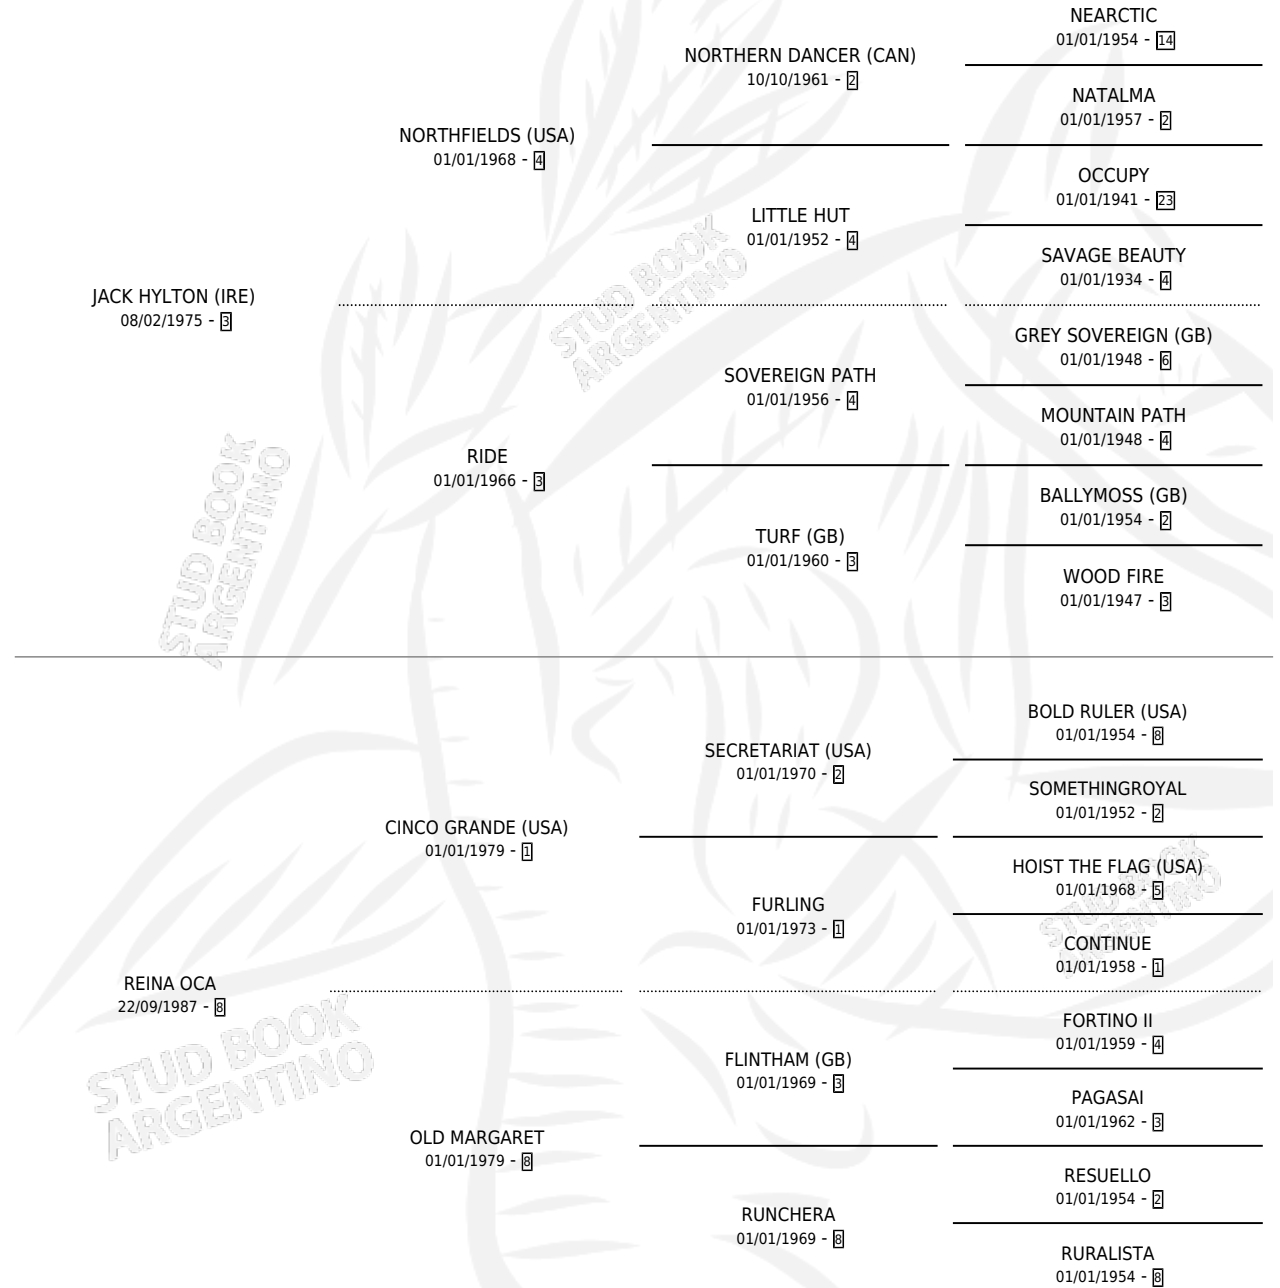 NEARCTIC
01/01/1954 - 14
NORTHERN DANCER (CAN)
10/10/1961 - 2
NATALMA
01/01/1957 - 2
NORTHFIELDS (USA)
01/01/1968 - 4
OCCUPY
01/01/1941 - 23
LITTLE HUT
01/01/1952 - 4
SAVAGE BEAUTY
01/01/1934 - 4
JACK HYLTON (IRE)
08/02/1975 - 3
GREY SOVEREIGN (GB)
01/01/1948 - 6
SOVEREIGN PATH
01/01/1956 - 4
MOUNTAIN PATH
01/01/1948 - 4
RIDE
01/01/1966 - 3
BALLYMOSS (GB)
01/01/1954 - 2
TURF (GB)
01/01/1960 - 3
WOOD FIRE
01/01/1947 - 3
BOLD RULER (USA)
01/01/1954 - 8
SECRETARIAT (USA)
01/01/1970 - 2
SOMETHINGROYAL
01/01/1952 - 2
CINCO GRANDE (USA)
01/01/1979 - 1
HOIST THE FLAG (USA)
01/01/1968 - 5
FURLING
01/01/1973 - 1
CONTINUE
01/01/1958 - 1
REINA OCA
22/09/1987 - 8
FORTINO II
01/01/1959 - 4
FLINTHAM (GB)
01/01/1969 - 3
PAGASAI
01/01/1962 - 3
OLD MARGARET
01/01/1979 - 8
RESUELLO
01/01/1954 - 2
RUNCHERA
01/01/1969 - 8
RURALISTA
01/01/1954 - 8
STUD BOOK
ARGENTINO
STUD BOOK
ARGENTINO
STUD BOOK
ARGENTINO
STUD BOOK
ARGENTINO